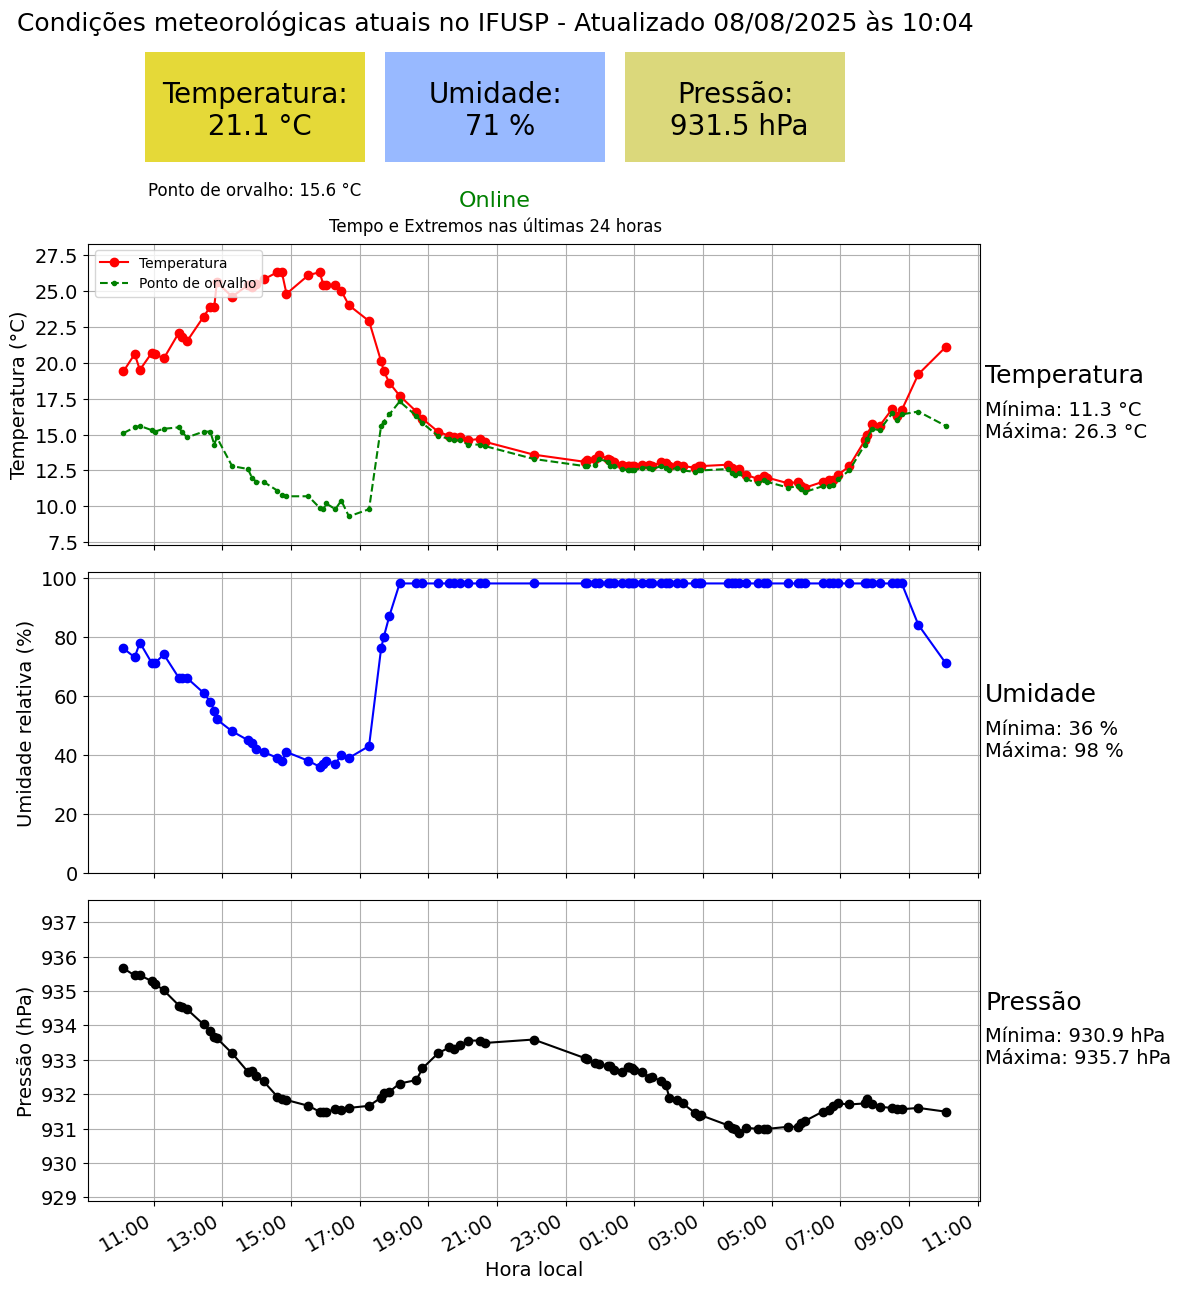 Condições meteorológicas atuais no IFUSP - Atualizado 08/08/2025 às 10:04
Temperatura:
21.1 °C
Umidade:
71 %
Pressão:
931.5 hPa
Ponto de orvalho: 15.6 °C
Online
Tempo e Extremos nas últimas 24 horas
Temperatura
Ponto de orvalho
Temperatura (°C)
27.5
25.0
22.5
20.0
17.5
15.0
12.5
10.0
7.5
Temperatura
Mínima: 11.3 °C
Máxima: 26.3 °C
Umidade relativa (%)
100
80
60
40
20
0
Umidade
Mínima: 36 %
Máxima: 98 %
Pressão (hPa)
937
936
935
934
933
932
931
930
929
Pressão
Mínima: 930.9 hPa
Máxima: 935.7 hPa
11:00
13:00
15:00
17:00
19:00
21:00
23:00
01:00
03:00
05:00
07:00
09:00
11:00
Hora local